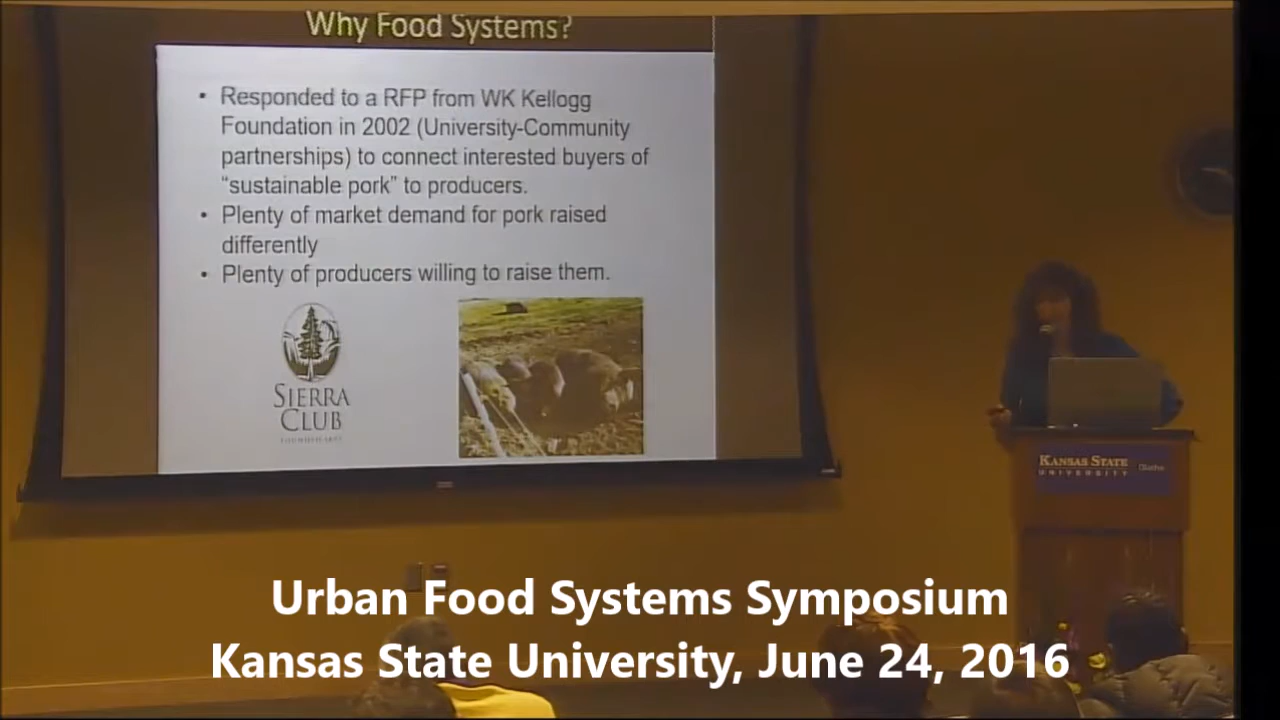 Why Food Systems?
• Responded to a RFP from WK Kellogg
Foundation in 2002 (University-Community
partnerships) to connect interested buyers of
“sustainable pork” to producers.
• Plenty of market demand for pork raised
differently
• Plenty of producers willing to raise them.
SIERRA
CLUB
KANSAS STATE
UNIVERSITY
Olathe
Urban Food Systems Symposium
Kansas State University, June 24, 2016